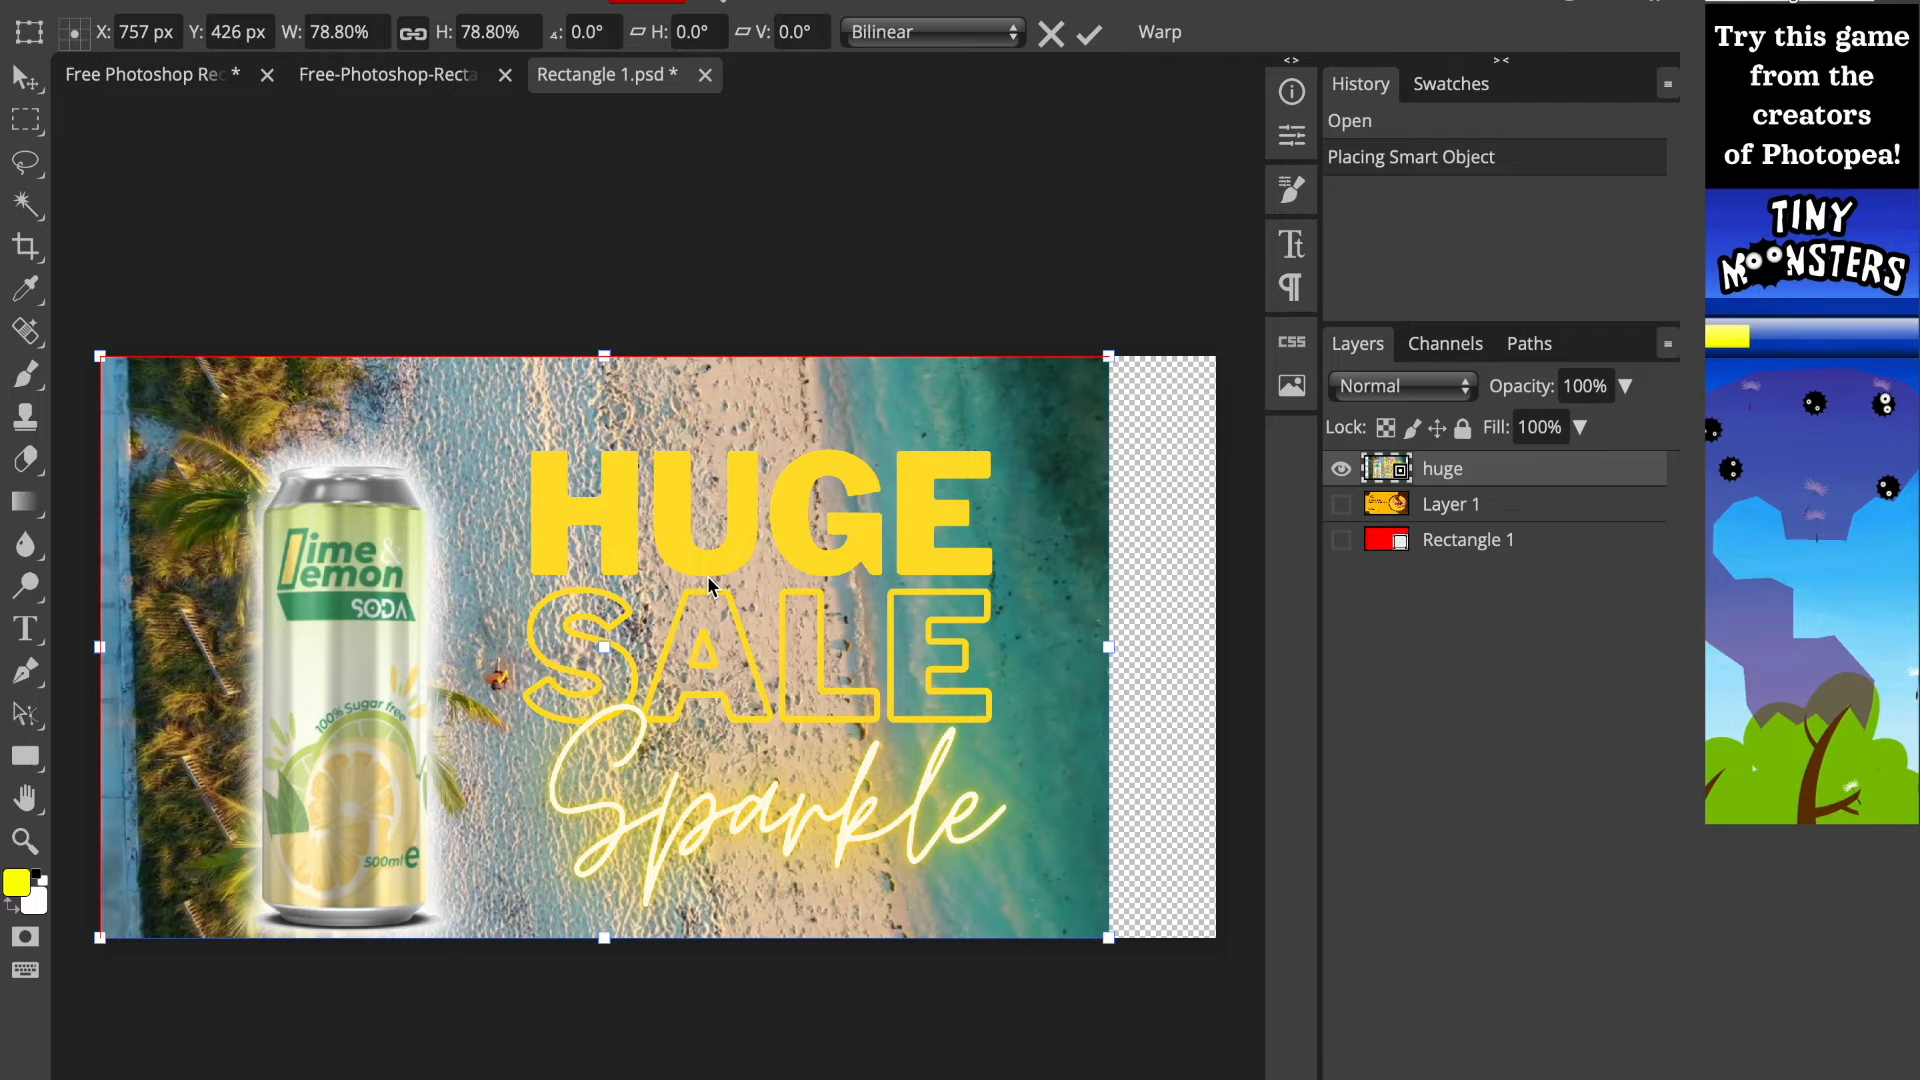 X: 757 px Y: 426 px W: 78.80% H: 78.80% ∡: 0.0° H: 0.0° V: 0.0° Bilinear Warp
Free Photoshop Rec * Free-Photoshop-Recta Rectangle 1.psd *
<> ><
History Swatches
Open
Placing Smart Object
Tt
¶
CSS
Layers Channels Paths
Normal Opacity: 100%
Lock: Fill: 100%
huge
Layer 1
Rectangle 1
T
HUGE
SALE
Sparkle
lime &
lemon
SODA
100% Sugar free
500ml e
Try this game
from the
creators
of Photopea!
TINY
MOONSTERS